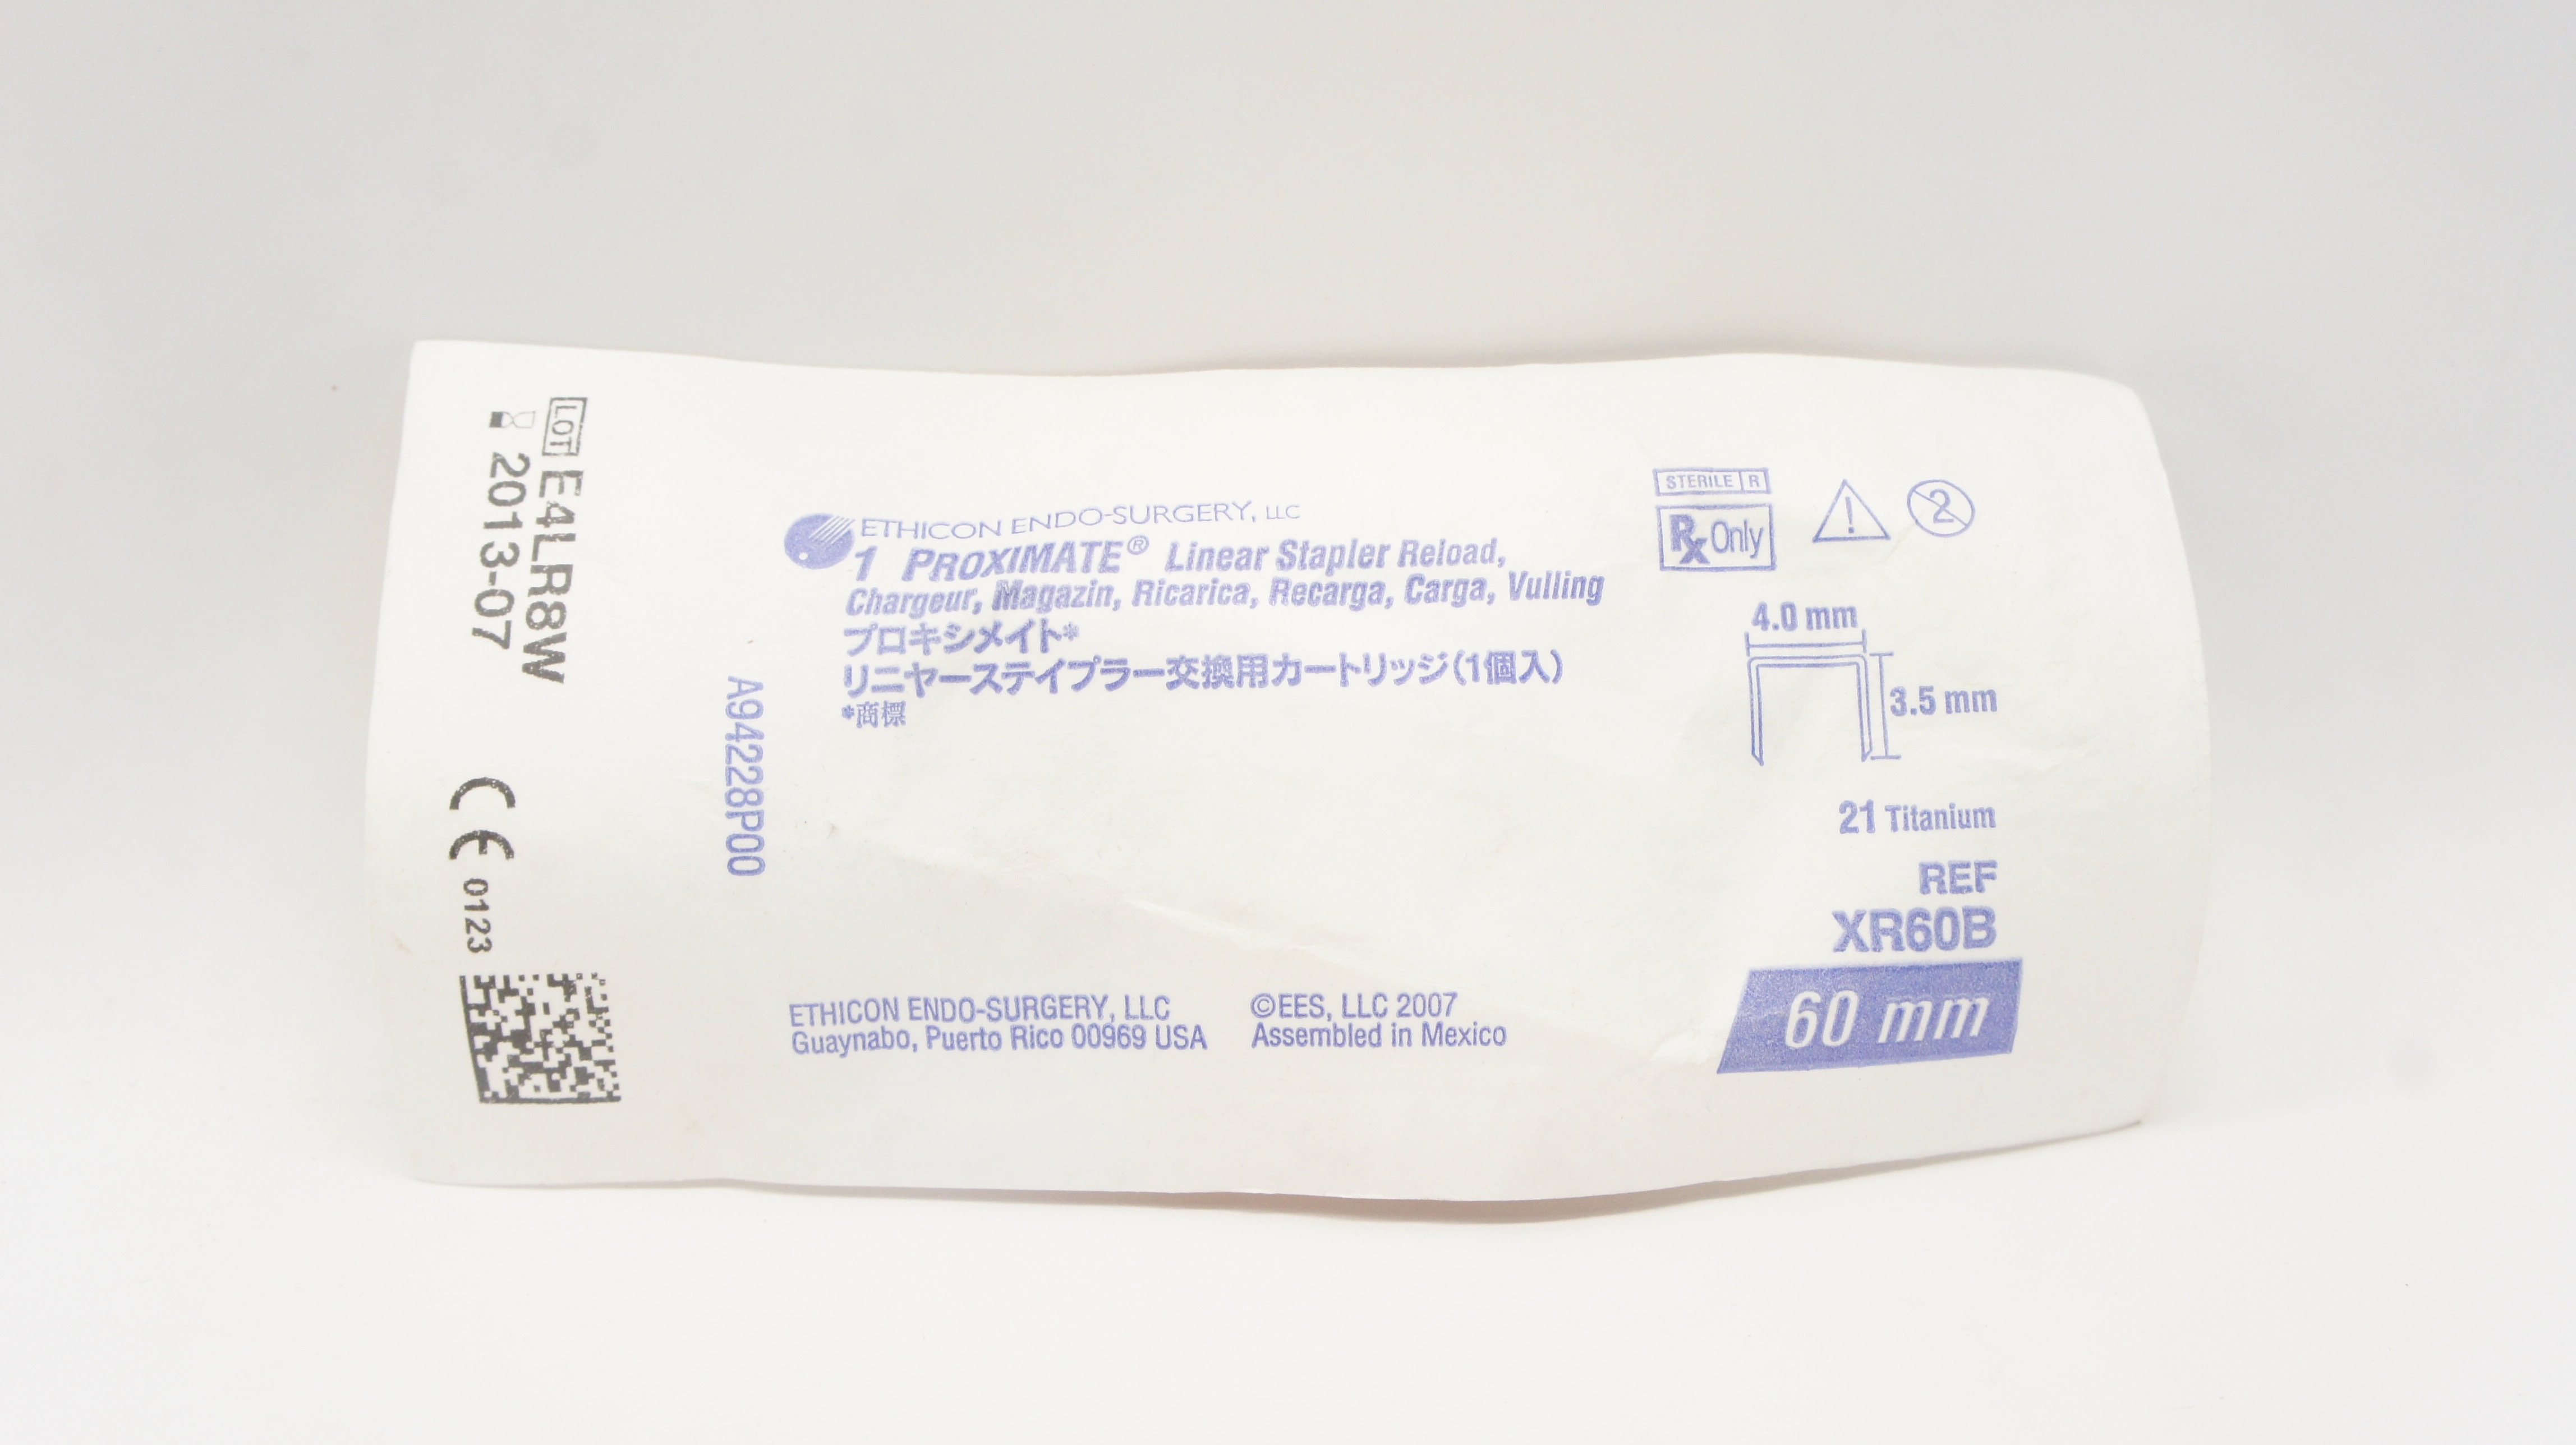 LOT E4LR8W
2013-07
CE 0123
A94228P00
ETHICON ENDO-SURGERY, LLC
1 PROXIMATE® Linear Stapler Reload,
Chargeur, Magazin, Ricarica, Recarga, Carga, Vulling
プロキシメイト*
リニヤーステイプラー交換用カートリッジ(1個入)
*商標
ETHICON ENDO-SURGERY, LLC
Guaynabo, Puerto Rico 00969 USA
©EES, LLC 2007
Assembled in Mexico
STERILE R
Rx Only
!
2
4.0 mm
3.5 mm
21 Titanium
REF
XR60B
60 mm